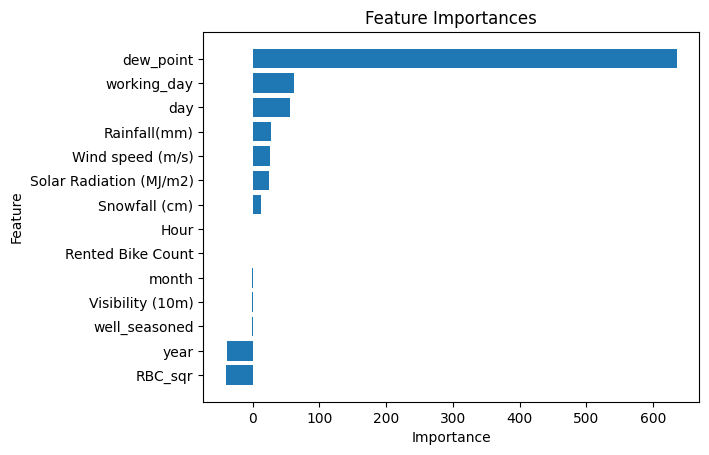 Feature Importances
Feature
dew_point
working_day
day
Rainfall(mm)
Wind speed (m/s)
Solar Radiation (MJ/m2)
Snowfall (cm)
Hour
Rented Bike Count
month
Visibility (10m)
well_seasoned
year
RBC_sqr
0 100 200 300 400 500 600
Importance